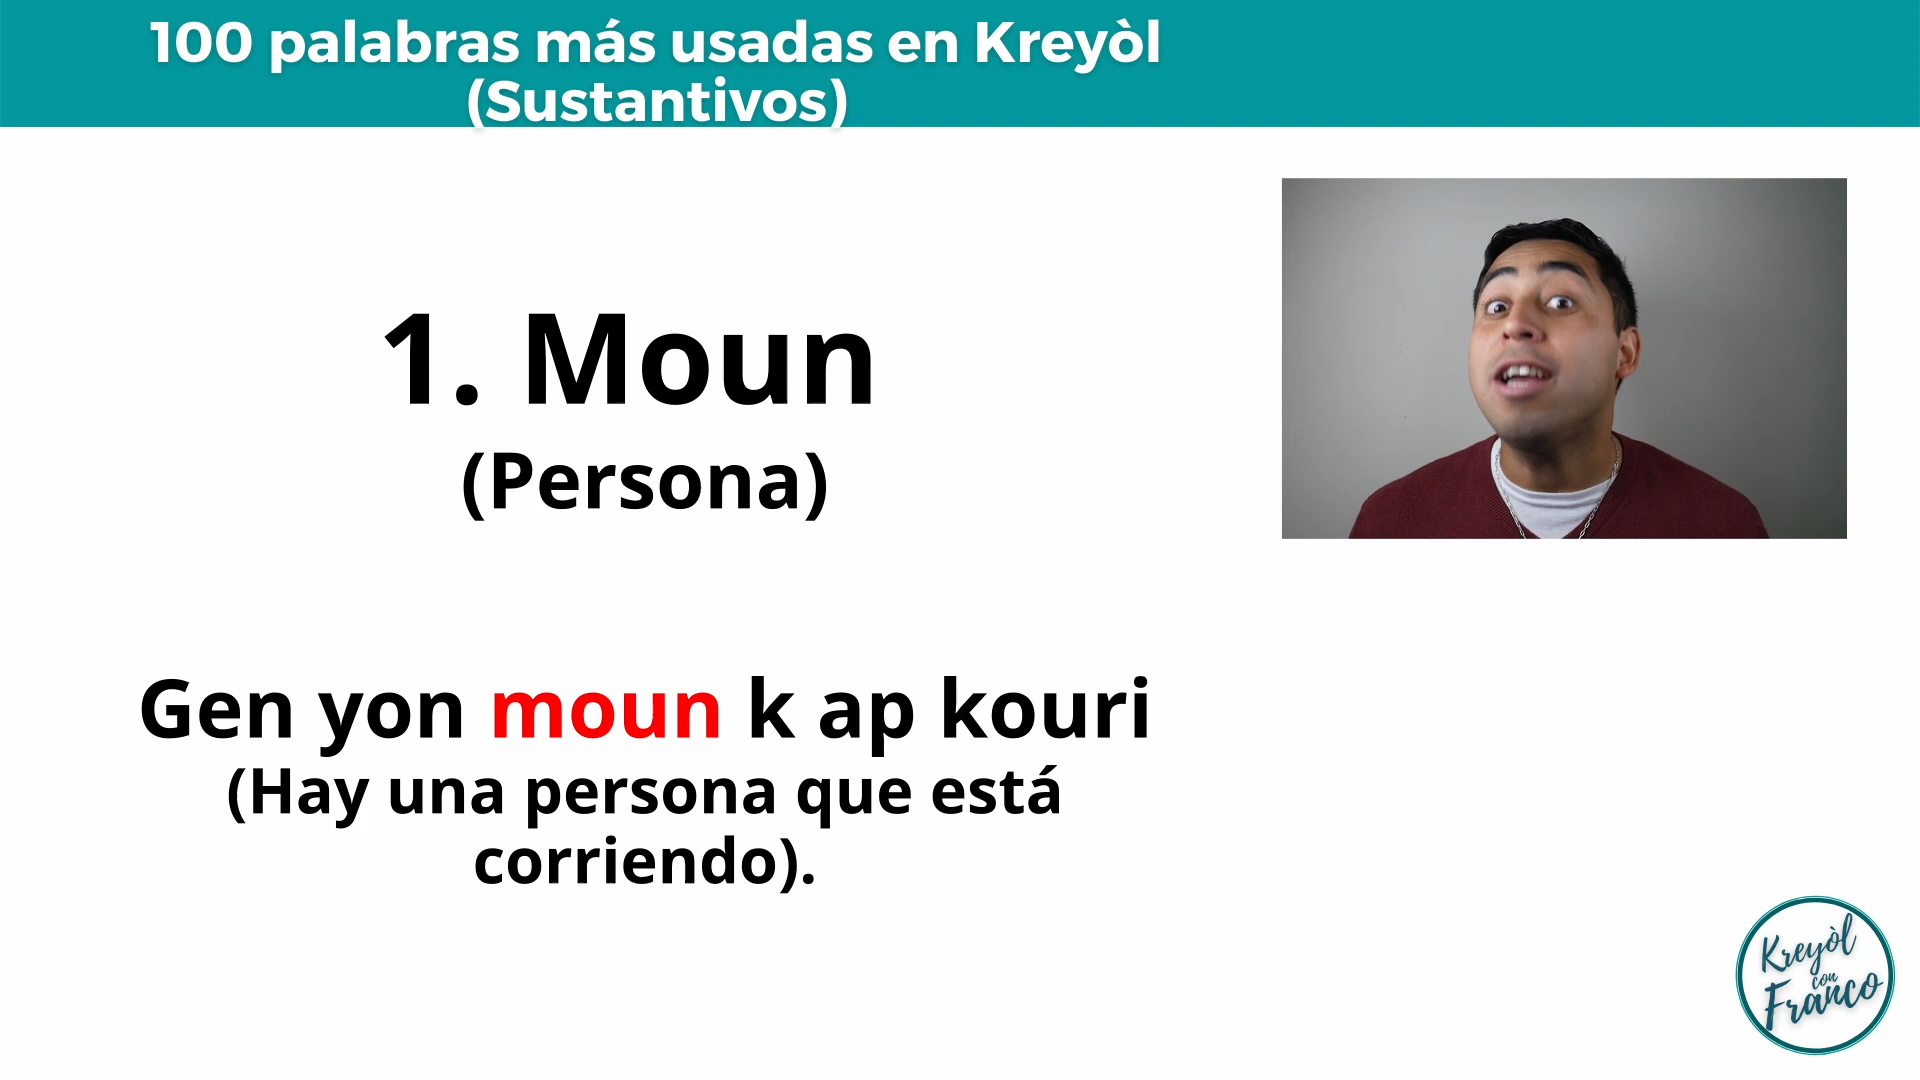 100 palabras más usadas en Kreyòl
(Sustantivos)
1. Moun
(Persona)
Gen yon moun k ap kouri
(Hay una persona que está
corriendo).
Kreyòl
con
Franco